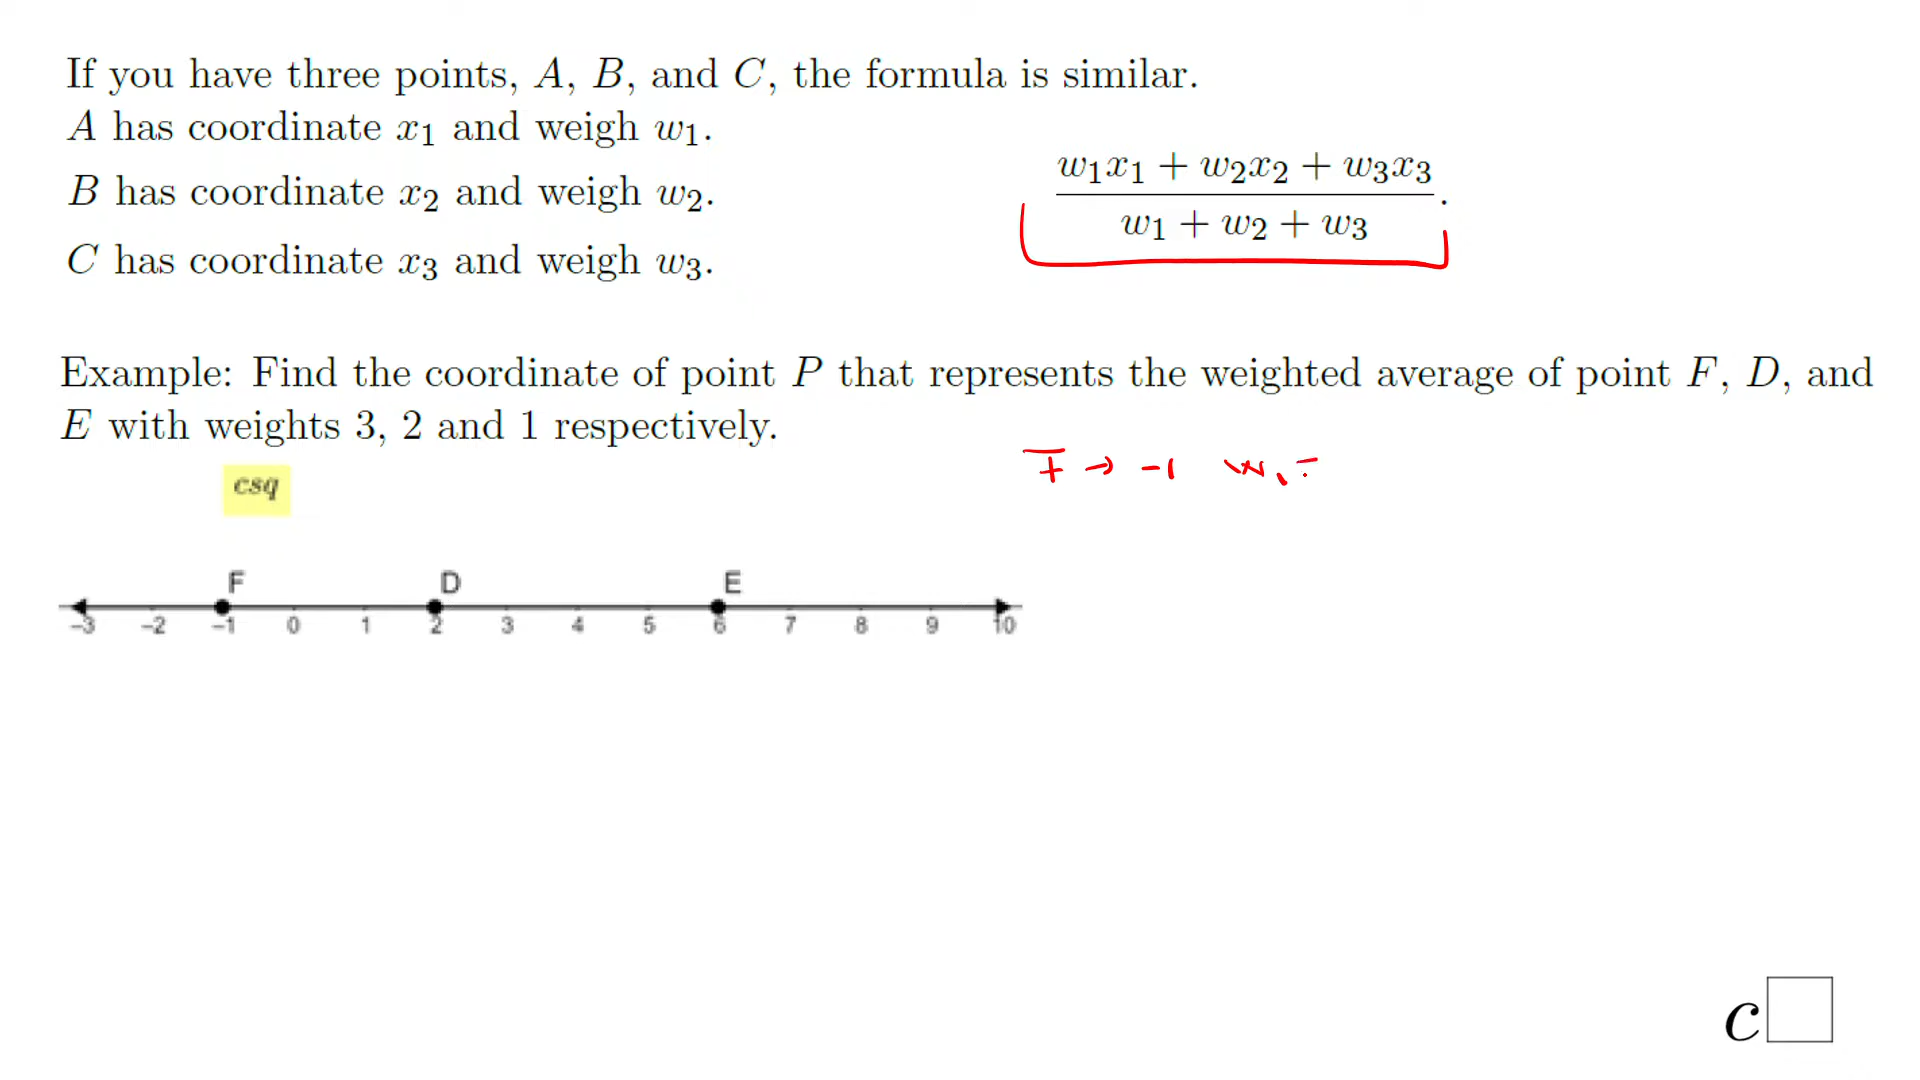 If you have three points, A, B, and C, the formula is similar.
A has coordinate x₁ and weigh w₁.
B has coordinate x₂ and weigh w₂.
C has coordinate x₃ and weigh w₃.
w₁x₁ + w₂x₂ + w₃x₃
w₁ + w₂ + w₃ .
Example: Find the coordinate of point P that represents the weighted average of point F, D, and
E with weights 3, 2 and 1 respectively.
F → -1 w₁ =
csq
F D E
-3 -2 -1 0 1 2 3 4 5 6 7 8 9 10
c